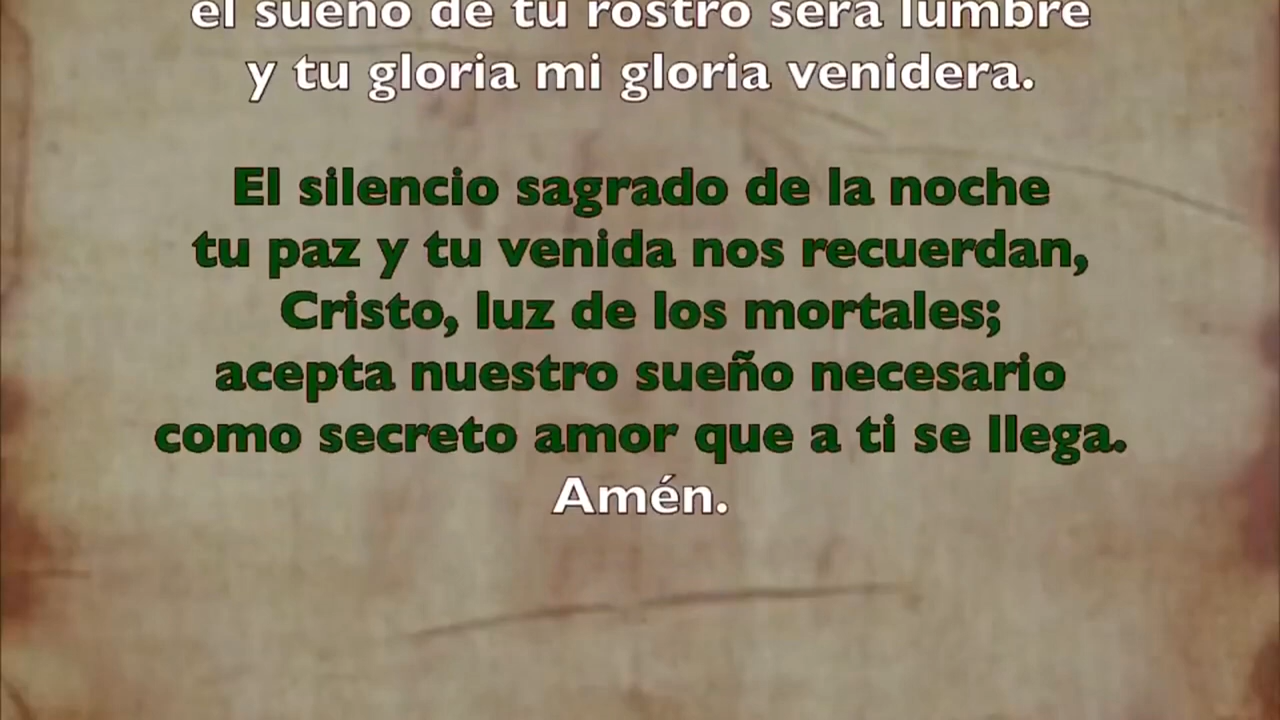 el sueño de tu rostro será lumbre
y tu gloria mi gloria venidera.
El silencio sagrado de la noche
tu paz y tu venida nos recuerdan,
Cristo, luz de los mortales;
acepta nuestro sueño necesario
como secreto amor que a ti se llega.
Amén.